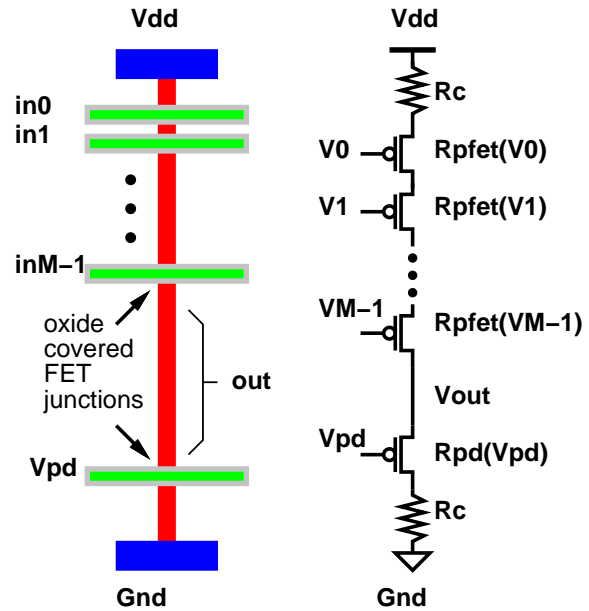 Vdd
in0
in1
inM−1
oxide
covered
FET
junctions
out
Vpd
Gnd
Vdd
Rc
V0
Rpfet(V0)
V1
Rpfet(V1)
VM−1
Rpfet(VM−1)
Vout
Vpd
Rpd(Vpd)
Rc
Gnd